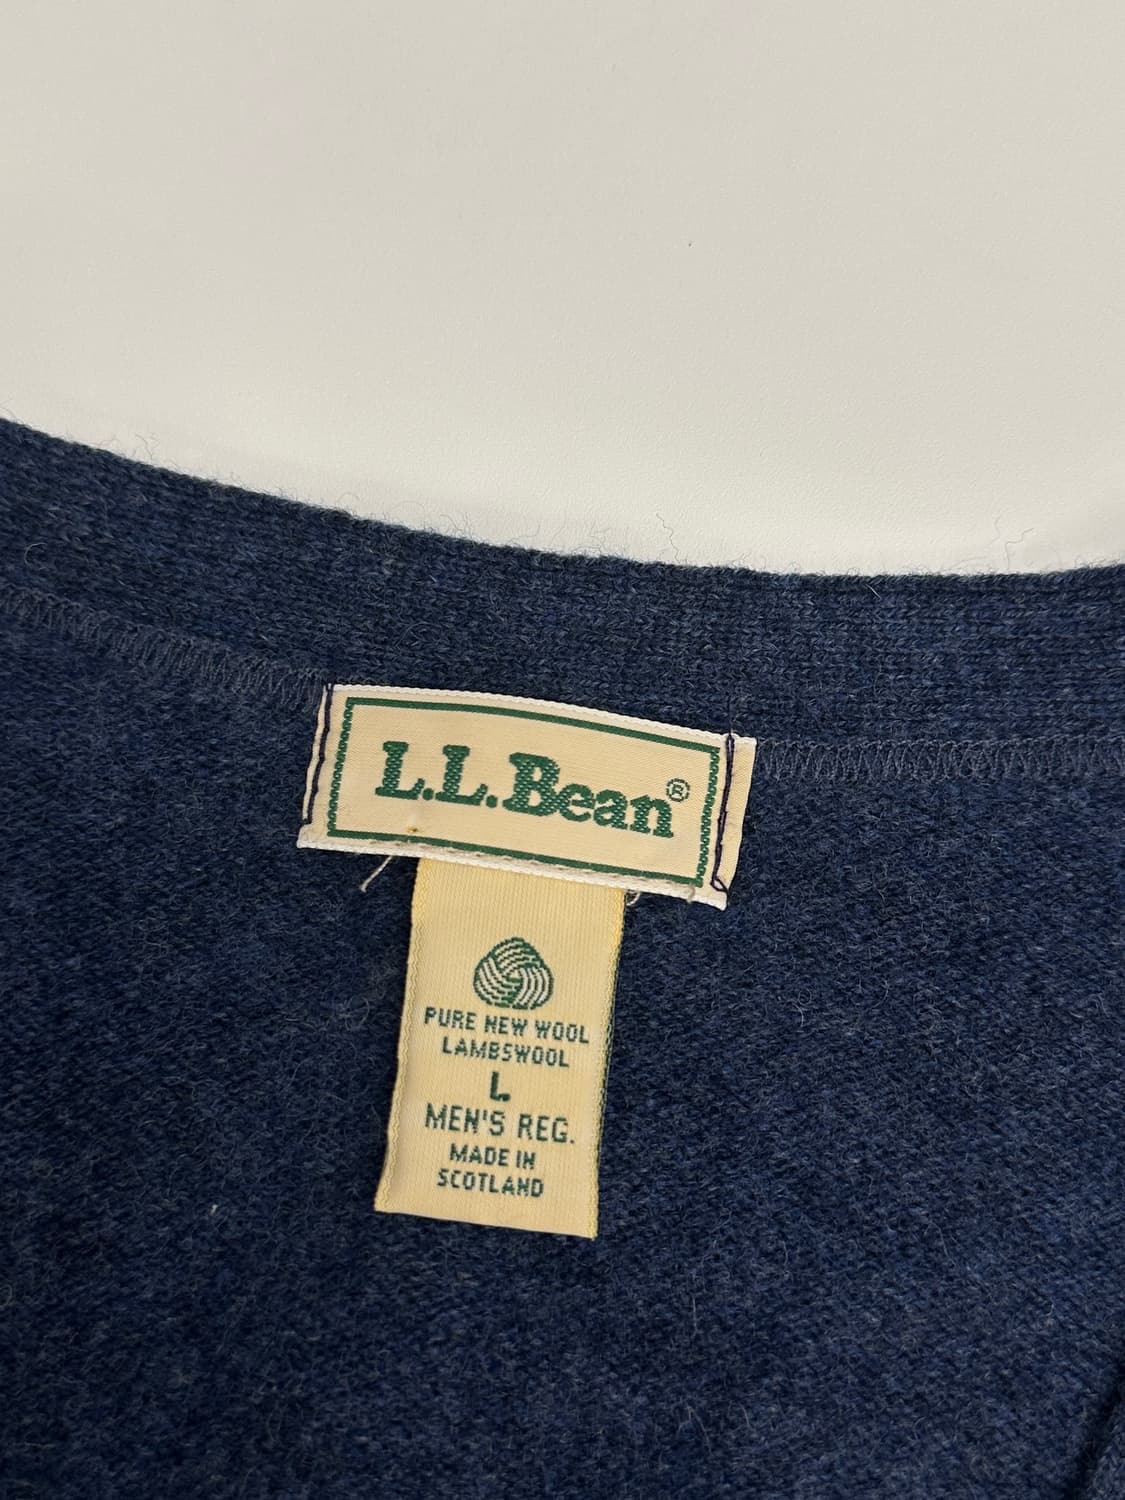 L.L.Bean®
PURE NEW WOOL
LAMBSWOOL
L
MEN'S REG.
MADE IN
SCOTLAND